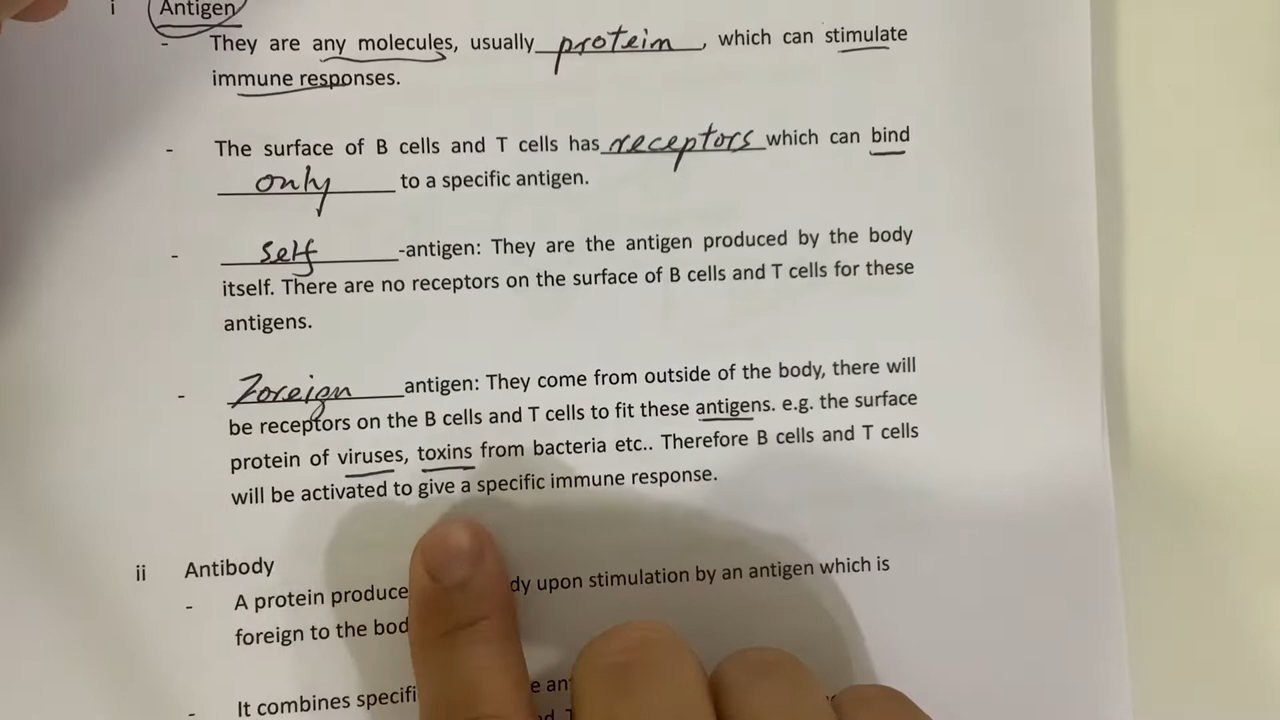 i Antigen
- They are any molecules, usually protein, which can stimulate
immune responses.
- The surface of B cells and T cells has receptors which can bind
only to a specific antigen.
- Self -antigen: They are the antigen produced by the body
itself. There are no receptors on the surface of B cells and T cells for these
antigens.
- Foreign antigen: They come from outside of the body, there will
be receptors on the B cells and T cells to fit these antigens. e.g. the surface
protein of viruses, toxins from bacteria etc.. Therefore B cells and T cells
will be activated to give a specific immune response.
ii Antibody
- A protein produce dy upon stimulation by an antigen which is
foreign to the bod
- It combines specifi e an